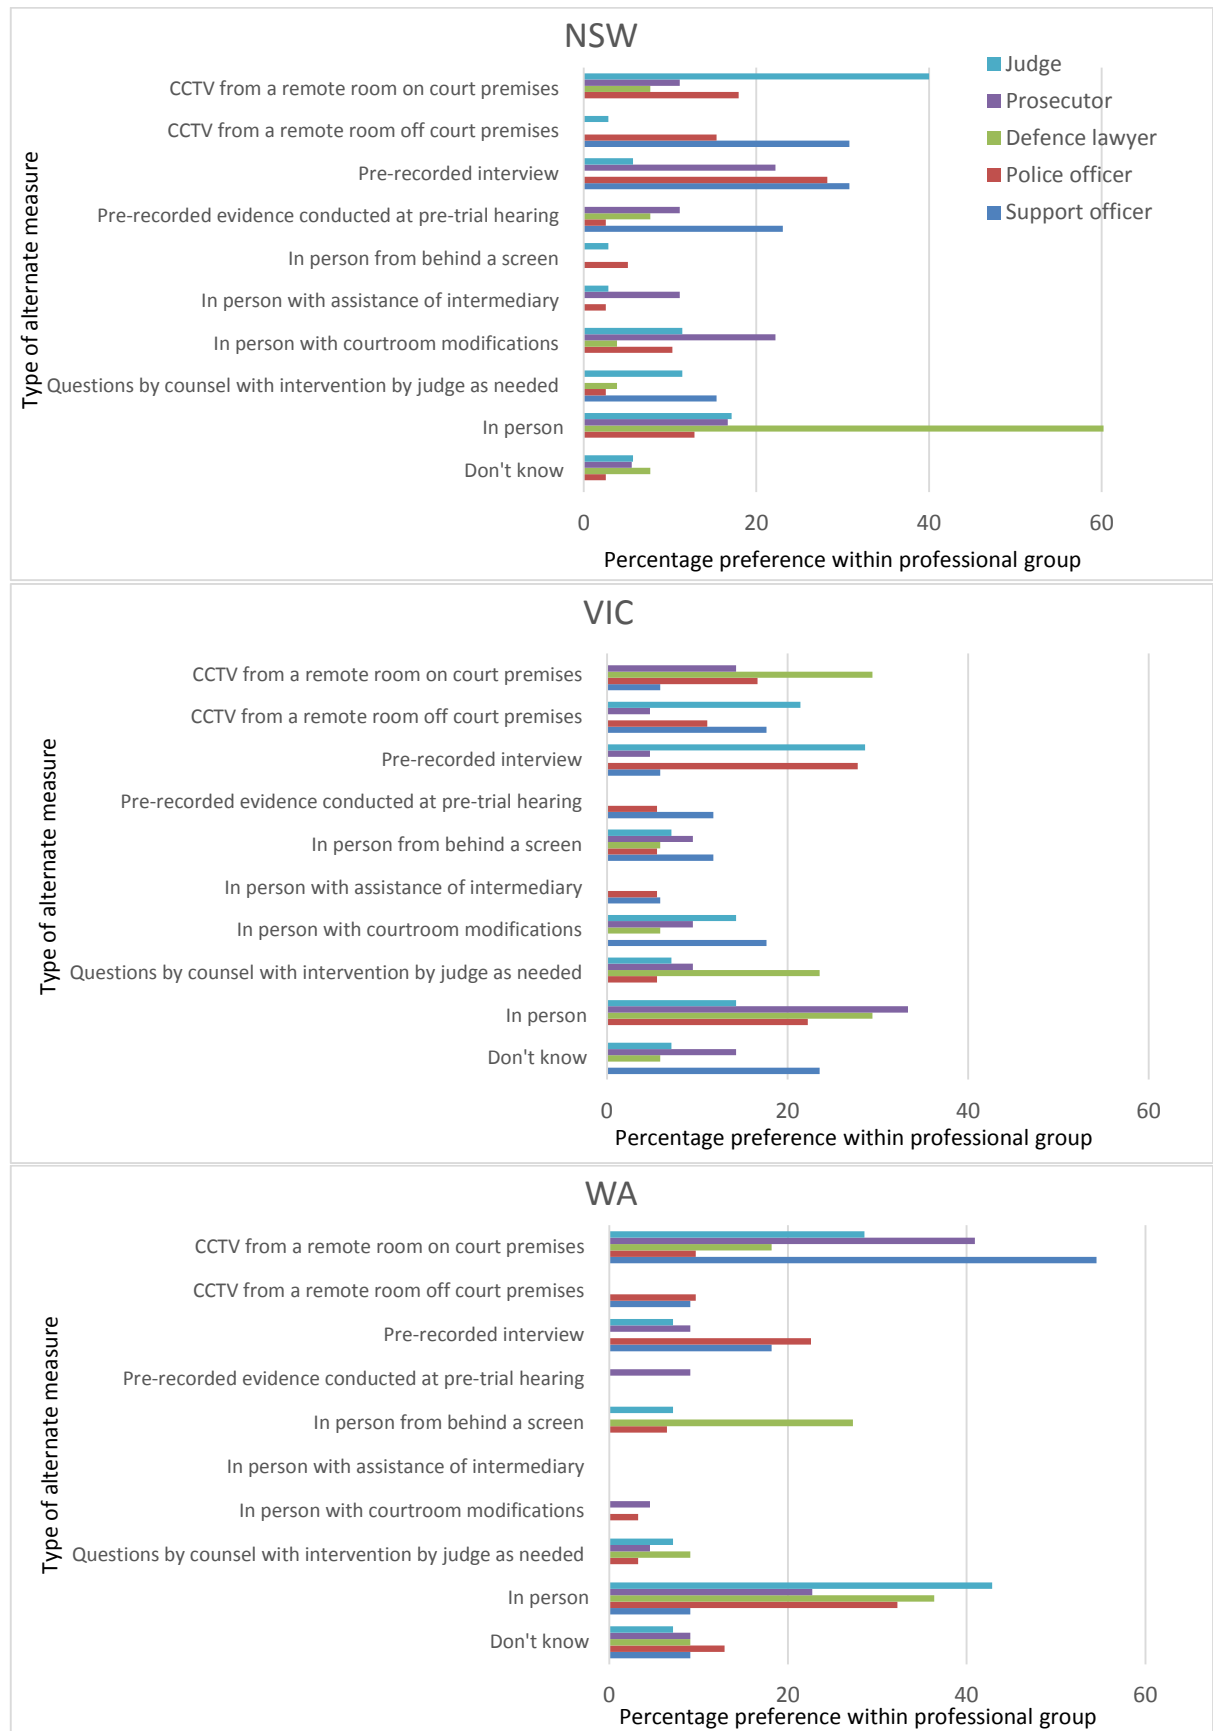 NSW
Judge
Prosecutor
Defence lawyer
Police officer
Support officer
Type of alternate measure
CCTV from a remote room on court premises
CCTV from a remote room off court premises
Pre-recorded interview
Pre-recorded evidence conducted at pre-trial hearing
In person from behind a screen
In person with assistance of intermediary
In person with courtroom modifications
Questions by counsel with intervention by judge as needed
In person
Don't know
0 20 40 60
Percentage preference within professional group
VIC
Type of alternate measure
CCTV from a remote room on court premises
CCTV from a remote room off court premises
Pre-recorded interview
Pre-recorded evidence conducted at pre-trial hearing
In person from behind a screen
In person with assistance of intermediary
In person with courtroom modifications
Questions by counsel with intervention by judge as needed
In person
Don't know
0 20 40 60
Percentage preference within professional group
WA
Type of alternate measure
CCTV from a remote room on court premises
CCTV from a remote room off court premises
Pre-recorded interview
Pre-recorded evidence conducted at pre-trial hearing
In person from behind a screen
In person with assistance of intermediary
In person with courtroom modifications
Questions by counsel with intervention by judge as needed
In person
Don't know
0 20 40 60
Percentage preference within professional group